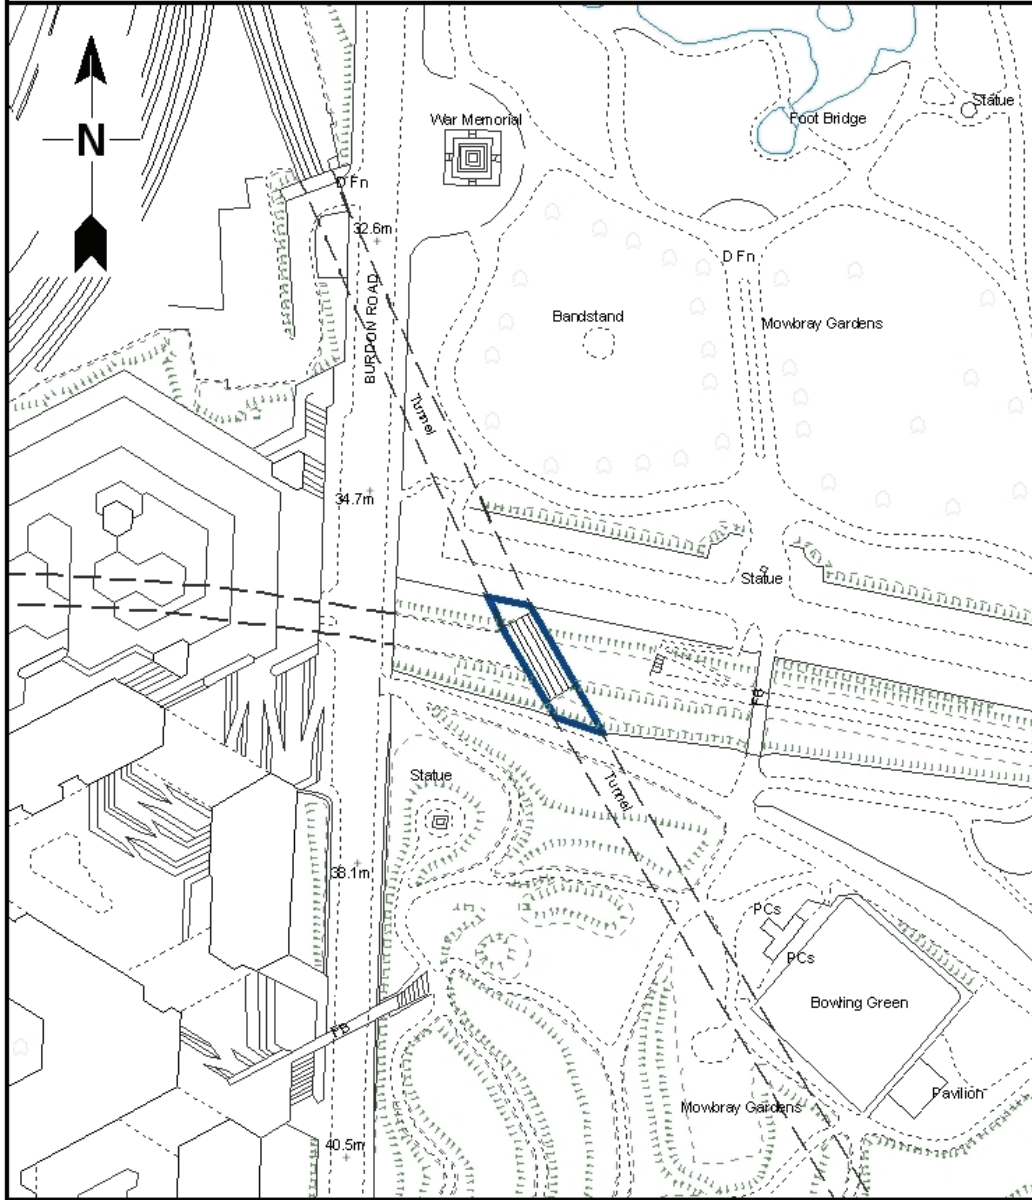 N
War Memorial
Statue
Foot Bridge
D Fn
32.6m
D Fn
Bandstand
Mowbray Gardens
BURDON ROAD
1
Tunnel
34.7m
Statue
FB
Statue
Tunnel
38.1m
PCs
PCs
Bowling Green
FB
Pavilion
Mowbray Gardens
40.5m